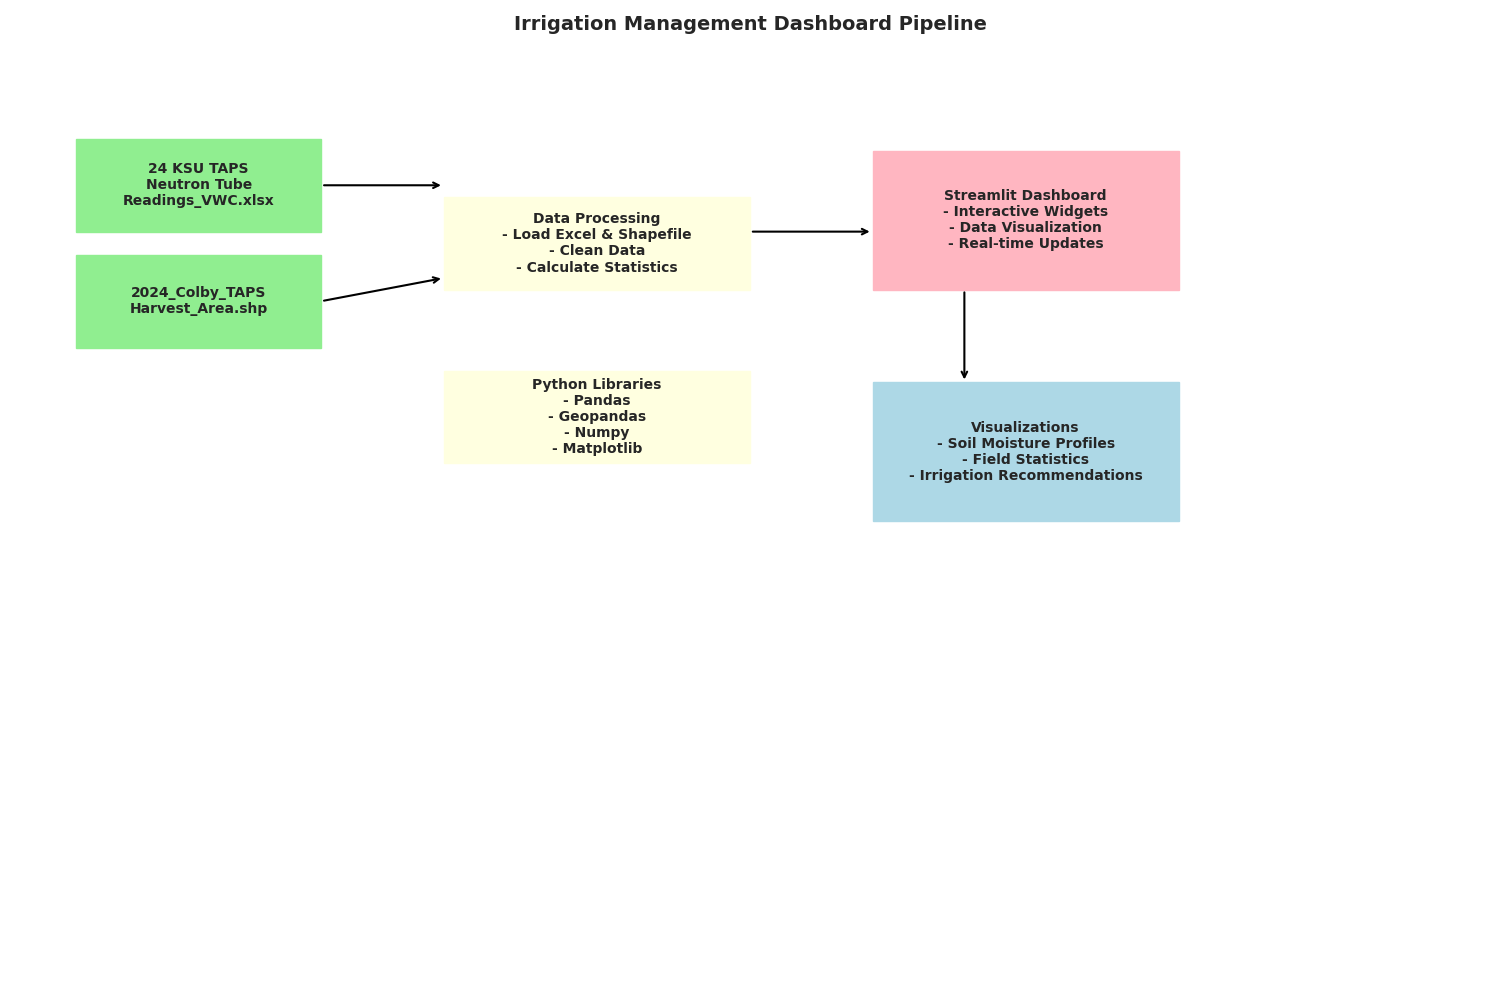 Irrigation Management Dashboard Pipeline
24 KSU TAPS
Neutron Tube
Readings_VWC.xlsx
2024_Colby_TAPS
Harvest_Area.shp
Data Processing
- Load Excel & Shapefile
- Clean Data
- Calculate Statistics
Python Libraries
- Pandas
- Geopandas
- Numpy
- Matplotlib
Streamlit Dashboard
- Interactive Widgets
- Data Visualization
- Real-time Updates
Visualizations
- Soil Moisture Profiles
- Field Statistics
- Irrigation Recommendations